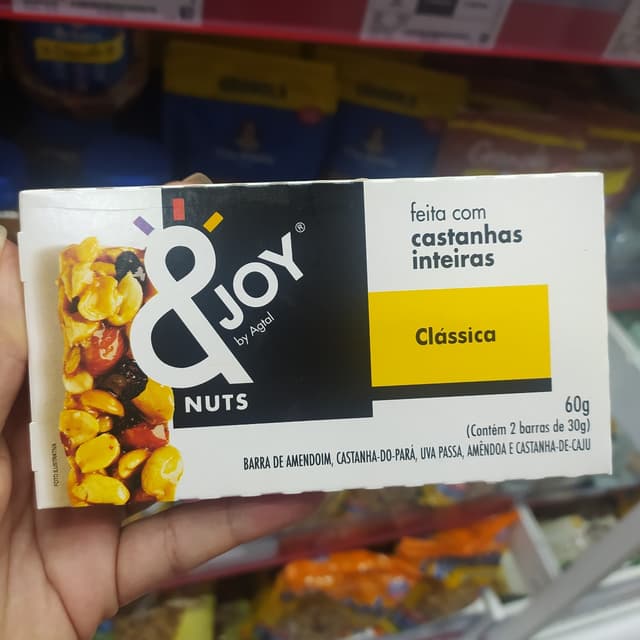 & JOY®
by Agtal
NUTS
feita com
castanhas
inteiras
Clássica
60g
(Contém 2 barras de 30g)
BARRA DE AMENDOIM, CASTANHA-DO-PARÁ, UVA PASSA, AMÊNDOA E CASTANHA-DE-CAJU
FOTO ILUSTRATIVA